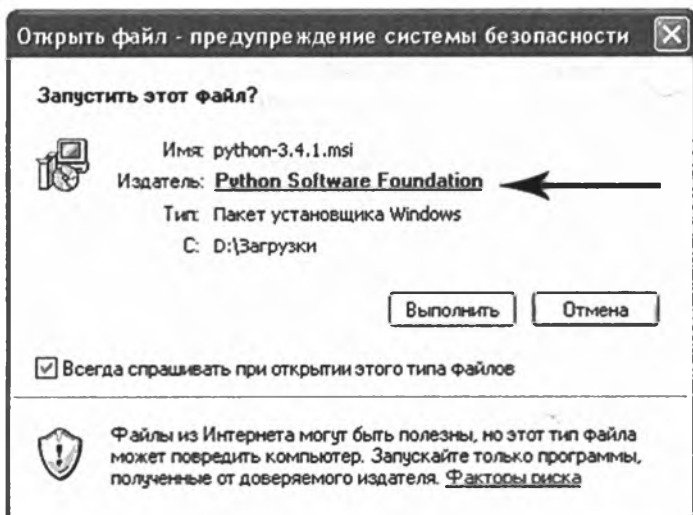 Открыть файл - предупреждение системы безопасности
Запустить этот файл?
Имя: python-3.4.1.msi
Издатель: Python Software Foundation
Тип: Пакет установщика Windows
С: D:\Загрузки
Выполнить
Отмена
Всегда спрашивать при открытии этого типа файлов
Файлы из Интернета могут быть полезны, но этот тип файла
может повредить компьютер. Запускайте только программы,
полученные от доверяемого издателя. Факторы риска